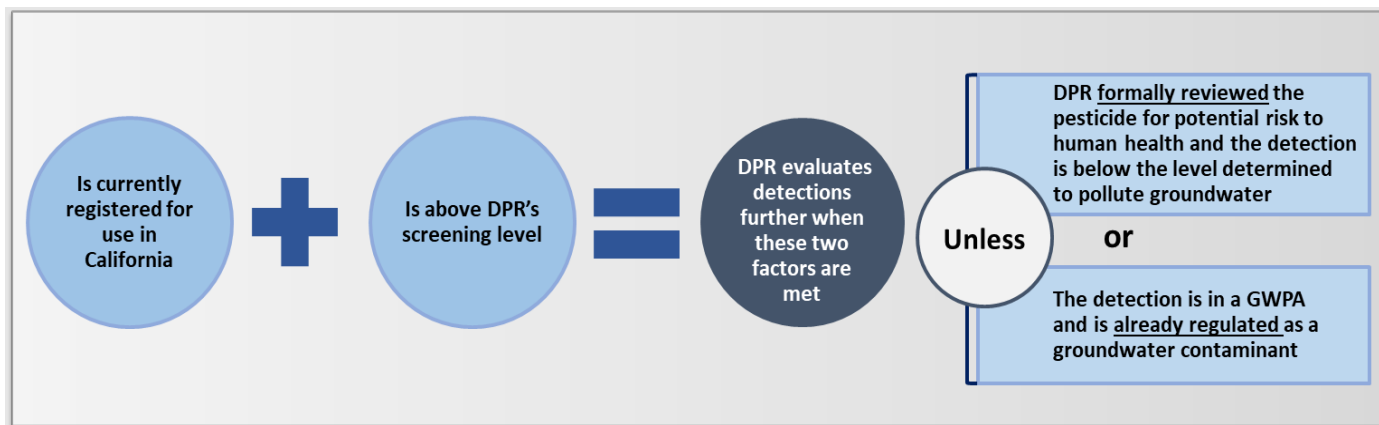 Is currently
registered for
use in
California
Is above DPR’s
screening level
DPR evaluates
detections
further when
these two
factors are
met
Unless
DPR formally reviewed the
pesticide for potential risk to
human health and the detection
is below the level determined
to pollute groundwater
or
The detection is in a GWPA
and is already regulated as a
groundwater contaminant